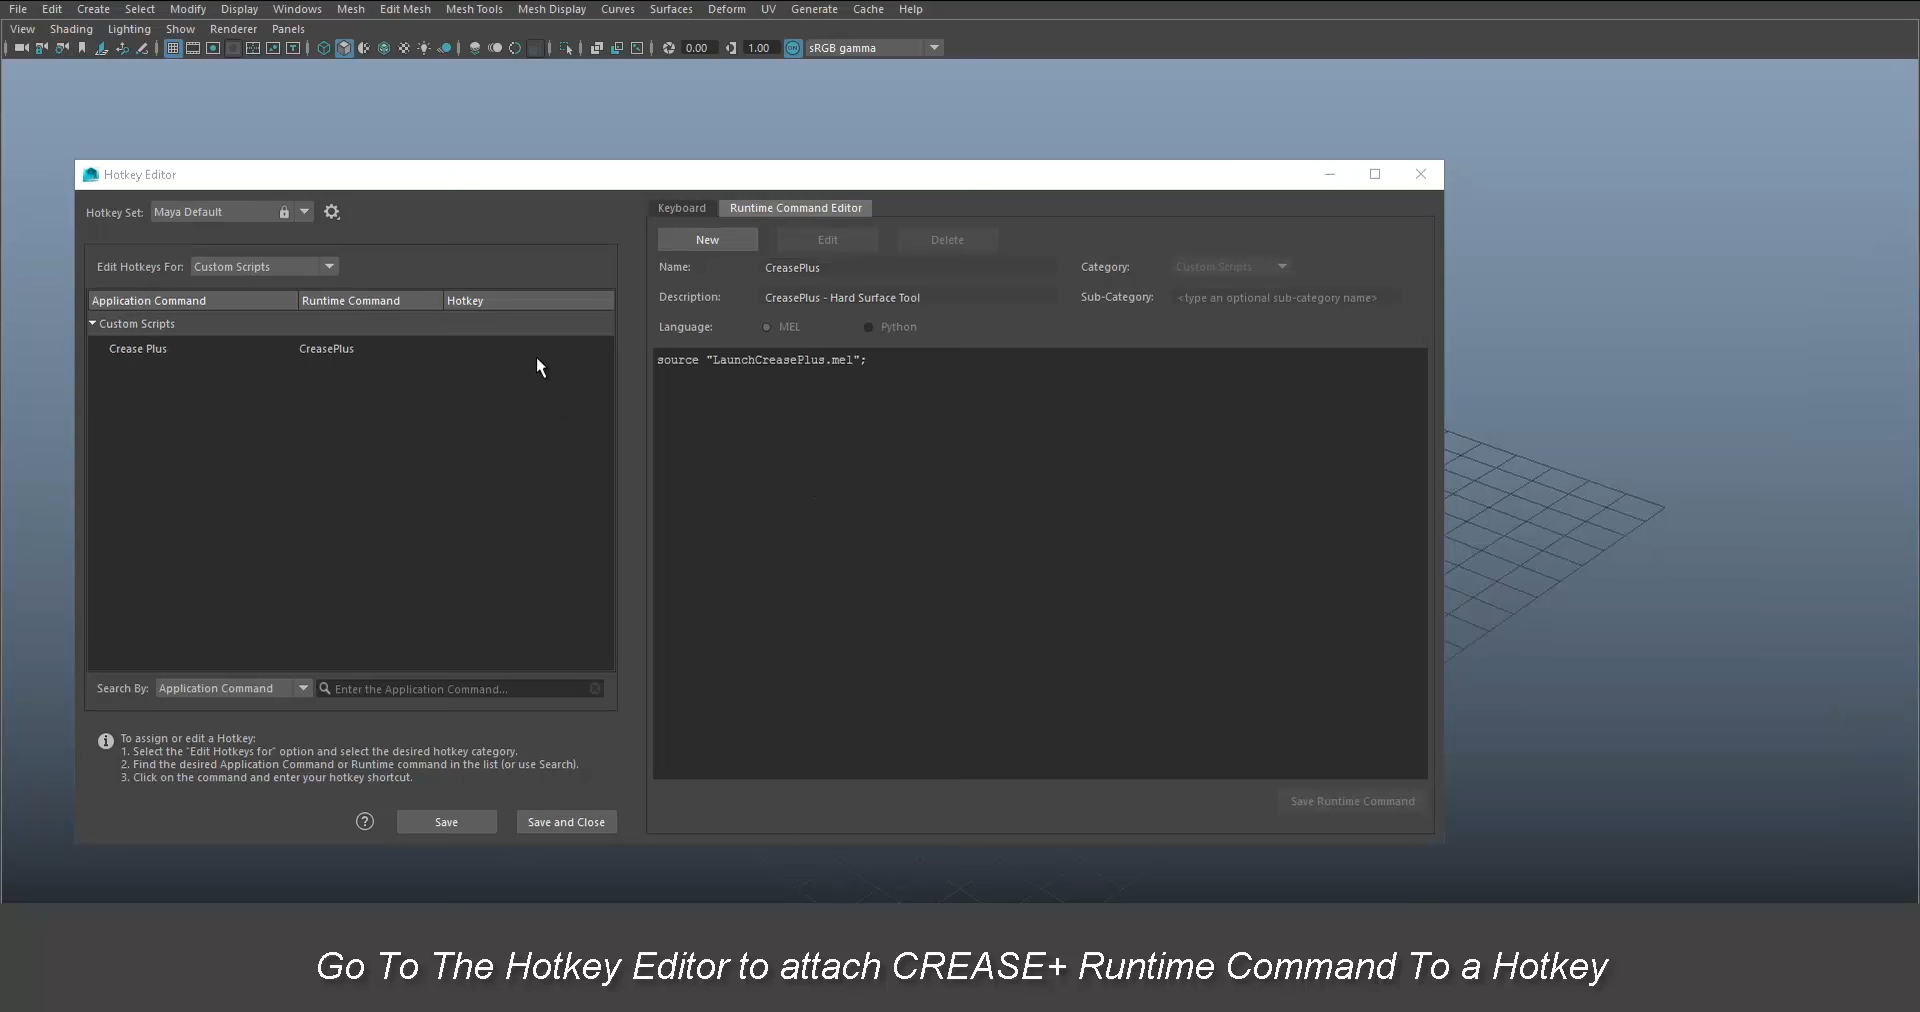 File Edit Create Select Modify Display Windows Mesh Edit Mesh Mesh Tools Mesh Display Curves Surfaces Deform UV Generate Cache Help
View Shading Lighting Show Renderer Panels
0.00 1.00 ON sRGB gamma
Hotkey Editor
Hotkey Set: Maya Default
Edit Hotkeys For: Custom Scripts
Application Command Runtime Command Hotkey
Custom Scripts
Crease Plus CreasePlus
Search By: Application Command Enter the Application Command...
To assign or edit a Hotkey:
1. Select the "Edit Hotkeys for" option and select the desired hotkey category.
2. Find the desired Application Command or Runtime command in the list (or use Search).
3. Click on the command and enter your hotkey shortcut.
? Save Save and Close
Keyboard Runtime Command Editor
New Edit Delete
Name: CreasePlus Category: Custom Scripts
Description: CreasePlus - Hard Surface Tool Sub-Category: <type an optional sub-category name>
Language: MEL Python
source "LaunchCreasePlus.mel";
Save Runtime Command
Go To The Hotkey Editor to attach CREASE+ Runtime Command To a Hotkey